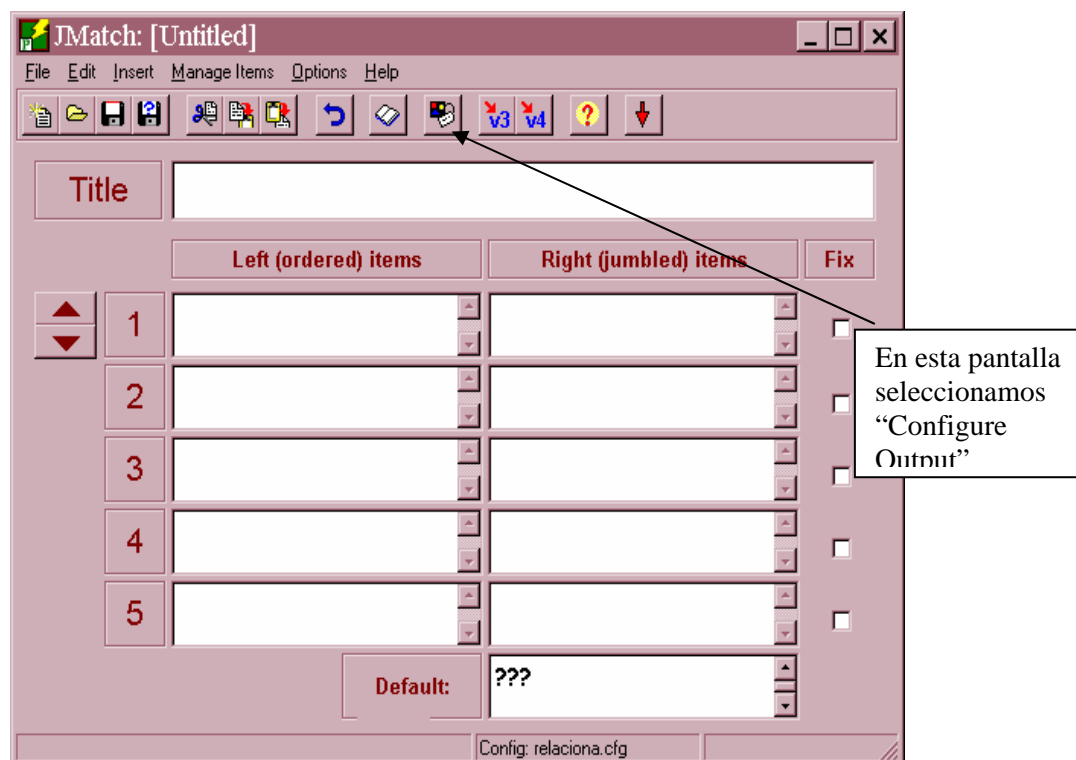 JMatch: [Untitled]
File Edit Insert Manage Items Options Help
v3 v4 ?
Title
Left (ordered) items Right (jumbled) items Fix
1
2
3
4
5
Default: ???
Config: relaciona.cfg
En esta pantalla
seleccionamos
“Configure
Output”